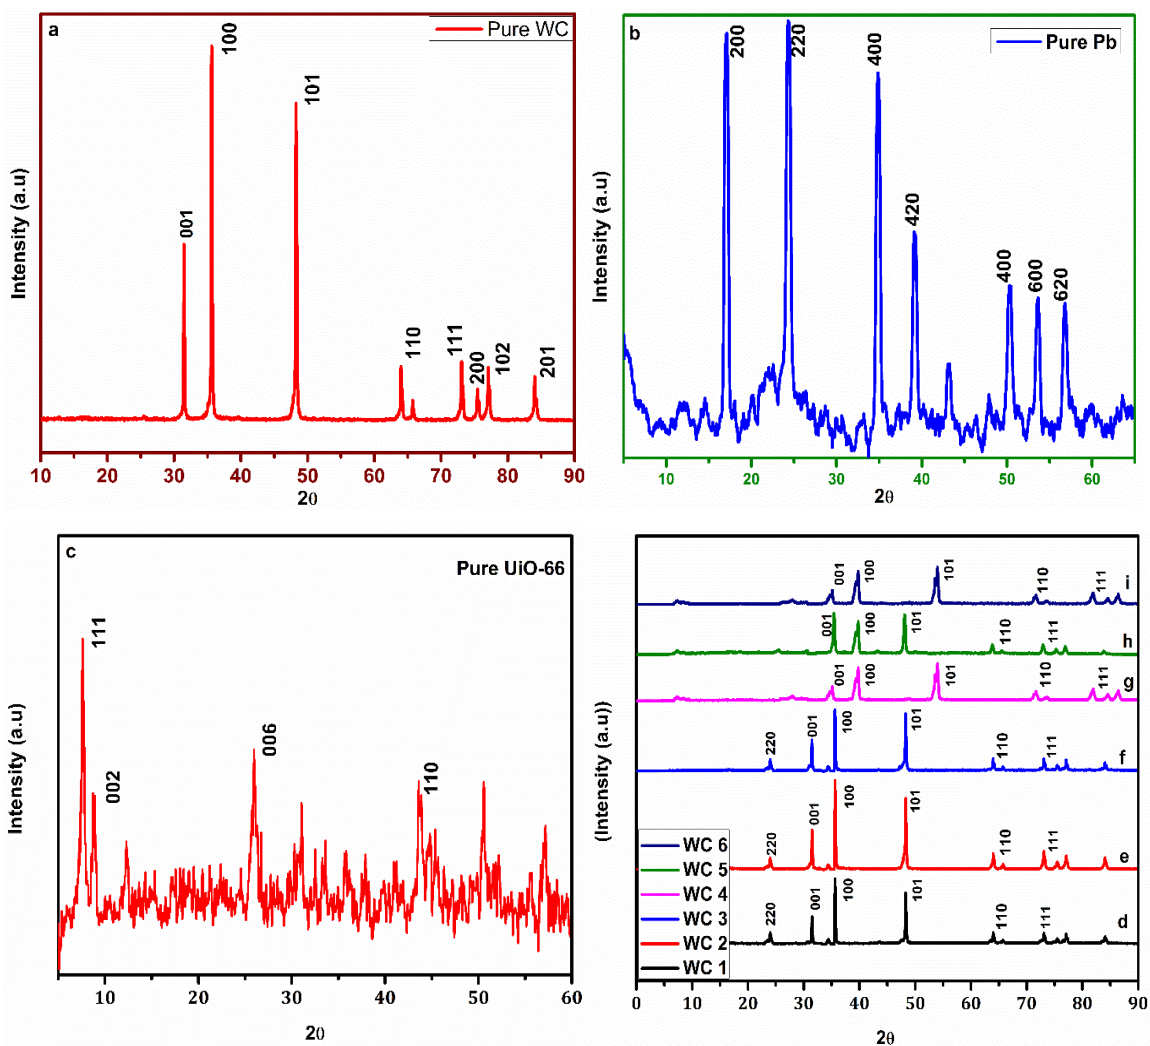 a
Pure WC
001
100
101
110
111
200
102
201
Intensity (a.u)
10 20 30 40 50 60 70 80 90
2θ
b
Pure Pb
200
220
400
420
400
600
620
Intensity (a.u)
10 20 30 40 50 60
2θ
c
Pure UiO-66
111
002
006
110
Intensity (a.u)
10 20 30 40 50 60
2θ
001 100 101 110 111 i
001 100 101 110 111 h
001 100 101 110 111 g
220 001 100 101 110 111 f
220 001 100 101 110 111 e
220 001 100 101 110 111 d
WC 6
WC 5
WC 4
WC 3
WC 2
WC 1
(Intensity (a.u))
0 10 20 30 40 50 60 70 80 90
2θ